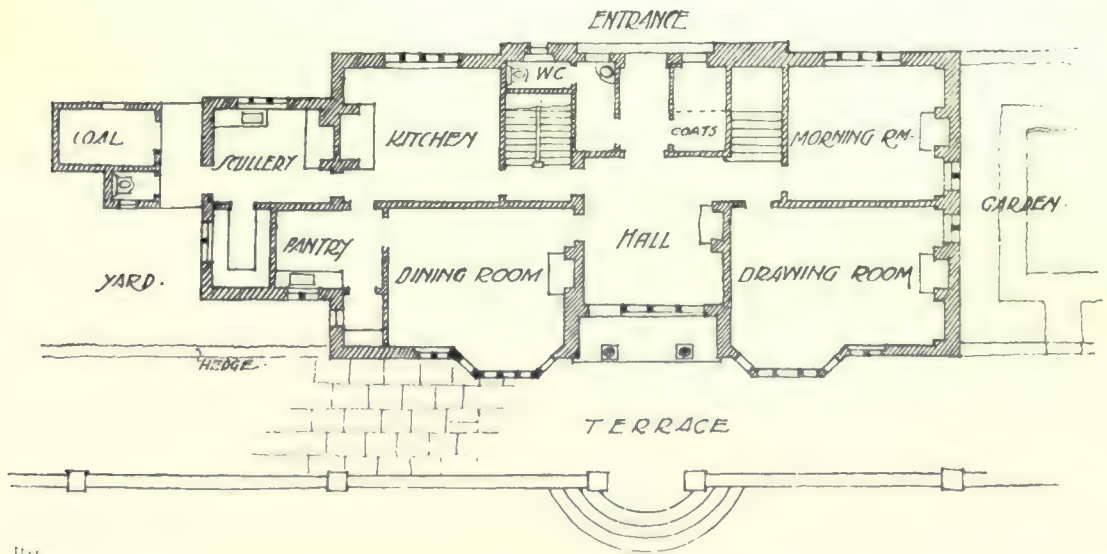 ENTRANCE
WC
COAL
SCULLERY
KITCHEN
COATS
MORNING RM.
GARDEN.
PANTRY
HALL
YARD.
DINING ROOM
DRAWING ROOM
HEDGE.
TERRACE